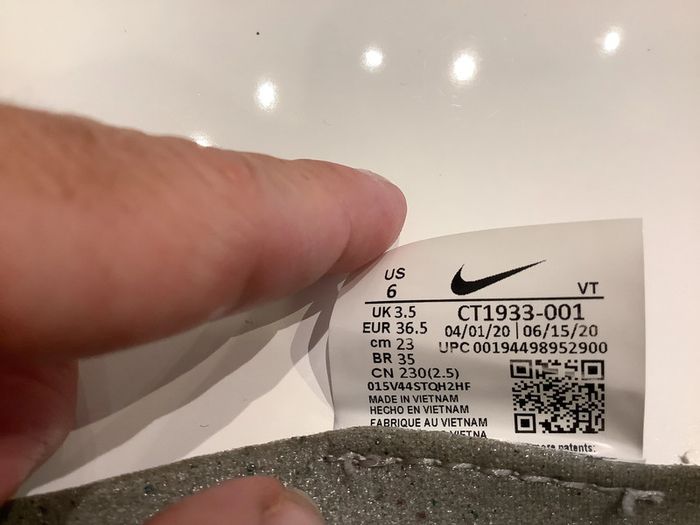 US
6
VT
UK 3.5
CT1933-001
EUR 36.5
04/01/20 | 06/15/20
cm 23
UPC 00194498952900
BR 35
CN 230(2.5)
015V44STQH2HF
MADE IN VIETNAM
HECHO EN VIETNAM
FABRIQUE AU VIETNAM
patents: